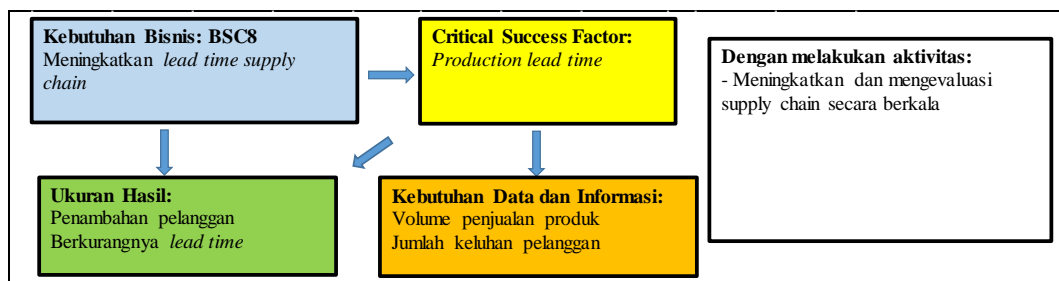 Kebutuhan Bisnis: BSC8
Meningkatkan lead time supply
chain
Critical Success Factor:
Production lead time
Dengan melakukan aktivitas:
- Meningkatkan dan mengevaluasi
supply chain secara berkala
Ukuran Hasil:
Penambahan pelanggan
Berkurangnya lead time
Kebutuhan Data dan Informasi:
Volume penjualan produk
Jumlah keluhan pelanggan